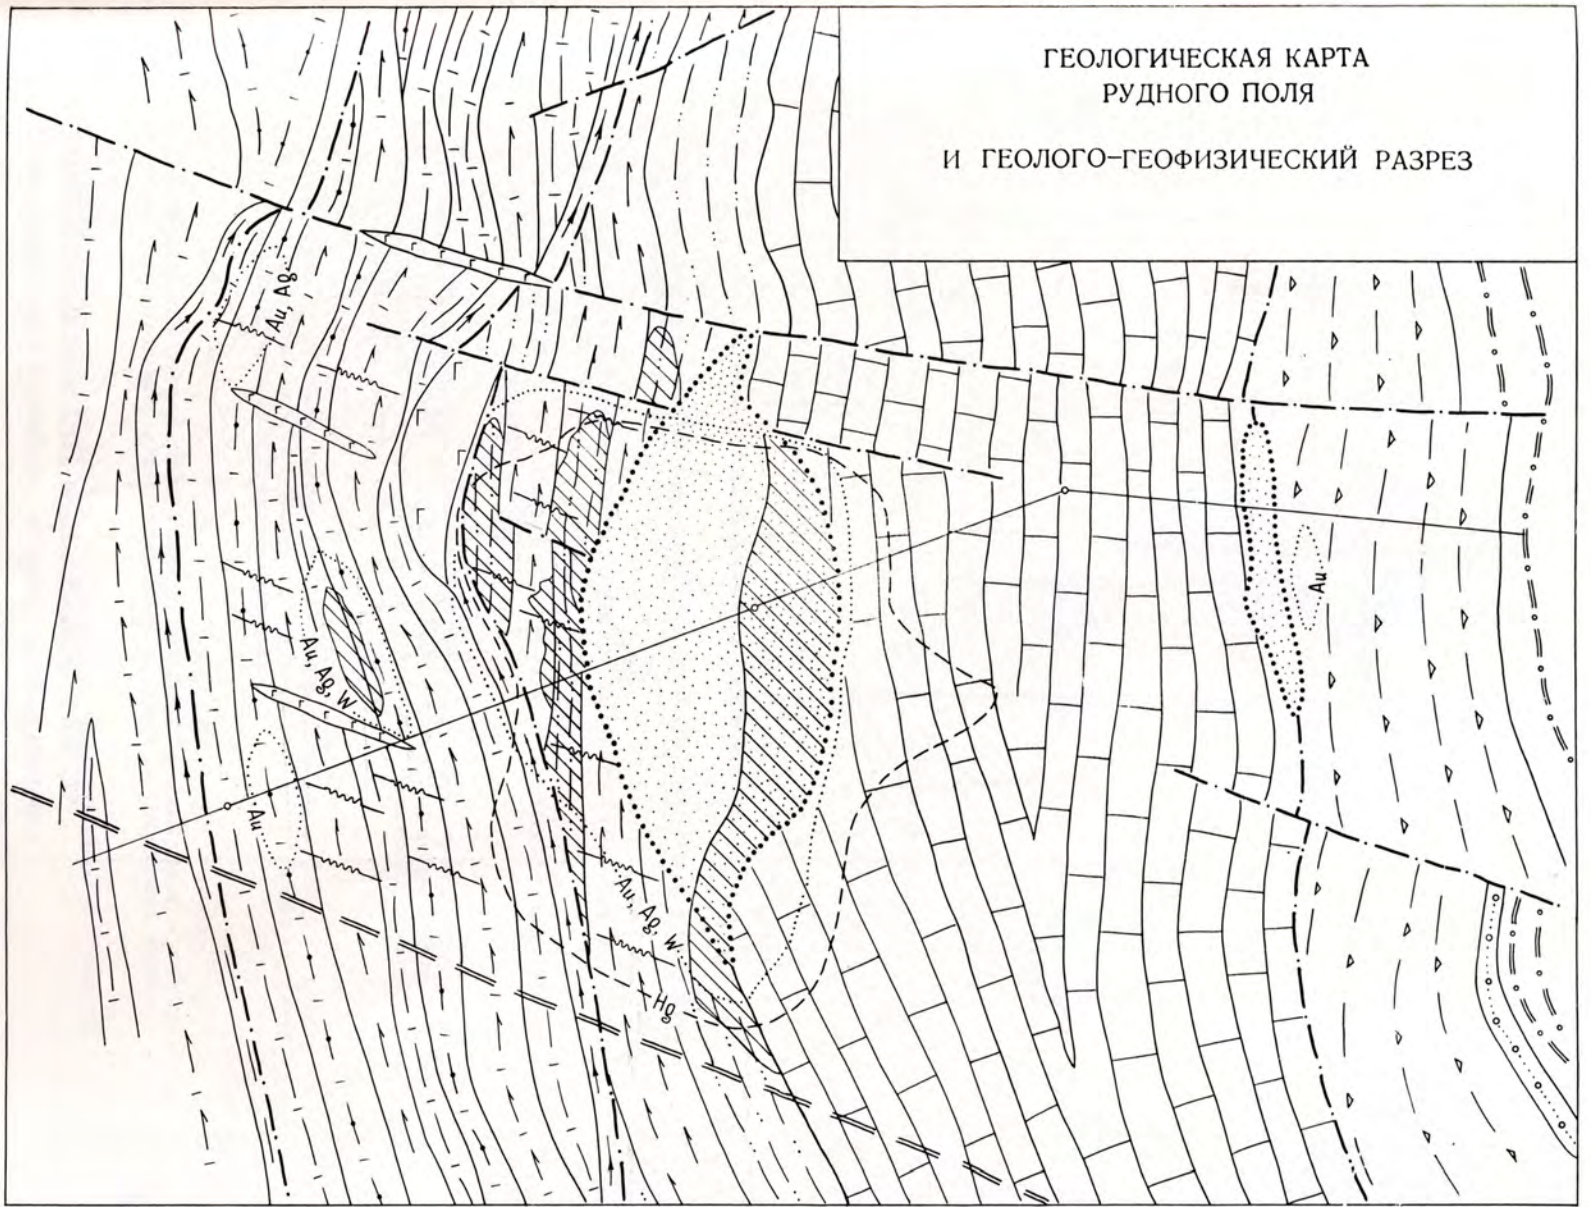 ГЕОЛОГИЧЕСКАЯ КАРТА
РУДНОГО ПОЛЯ
И ГЕОЛОГО-ГЕОФИЗИЧЕСКИЙ РАЗРЕЗ
Au, Ag
Au
Au, Ag, W
Au
Au, Ag, W
Hg